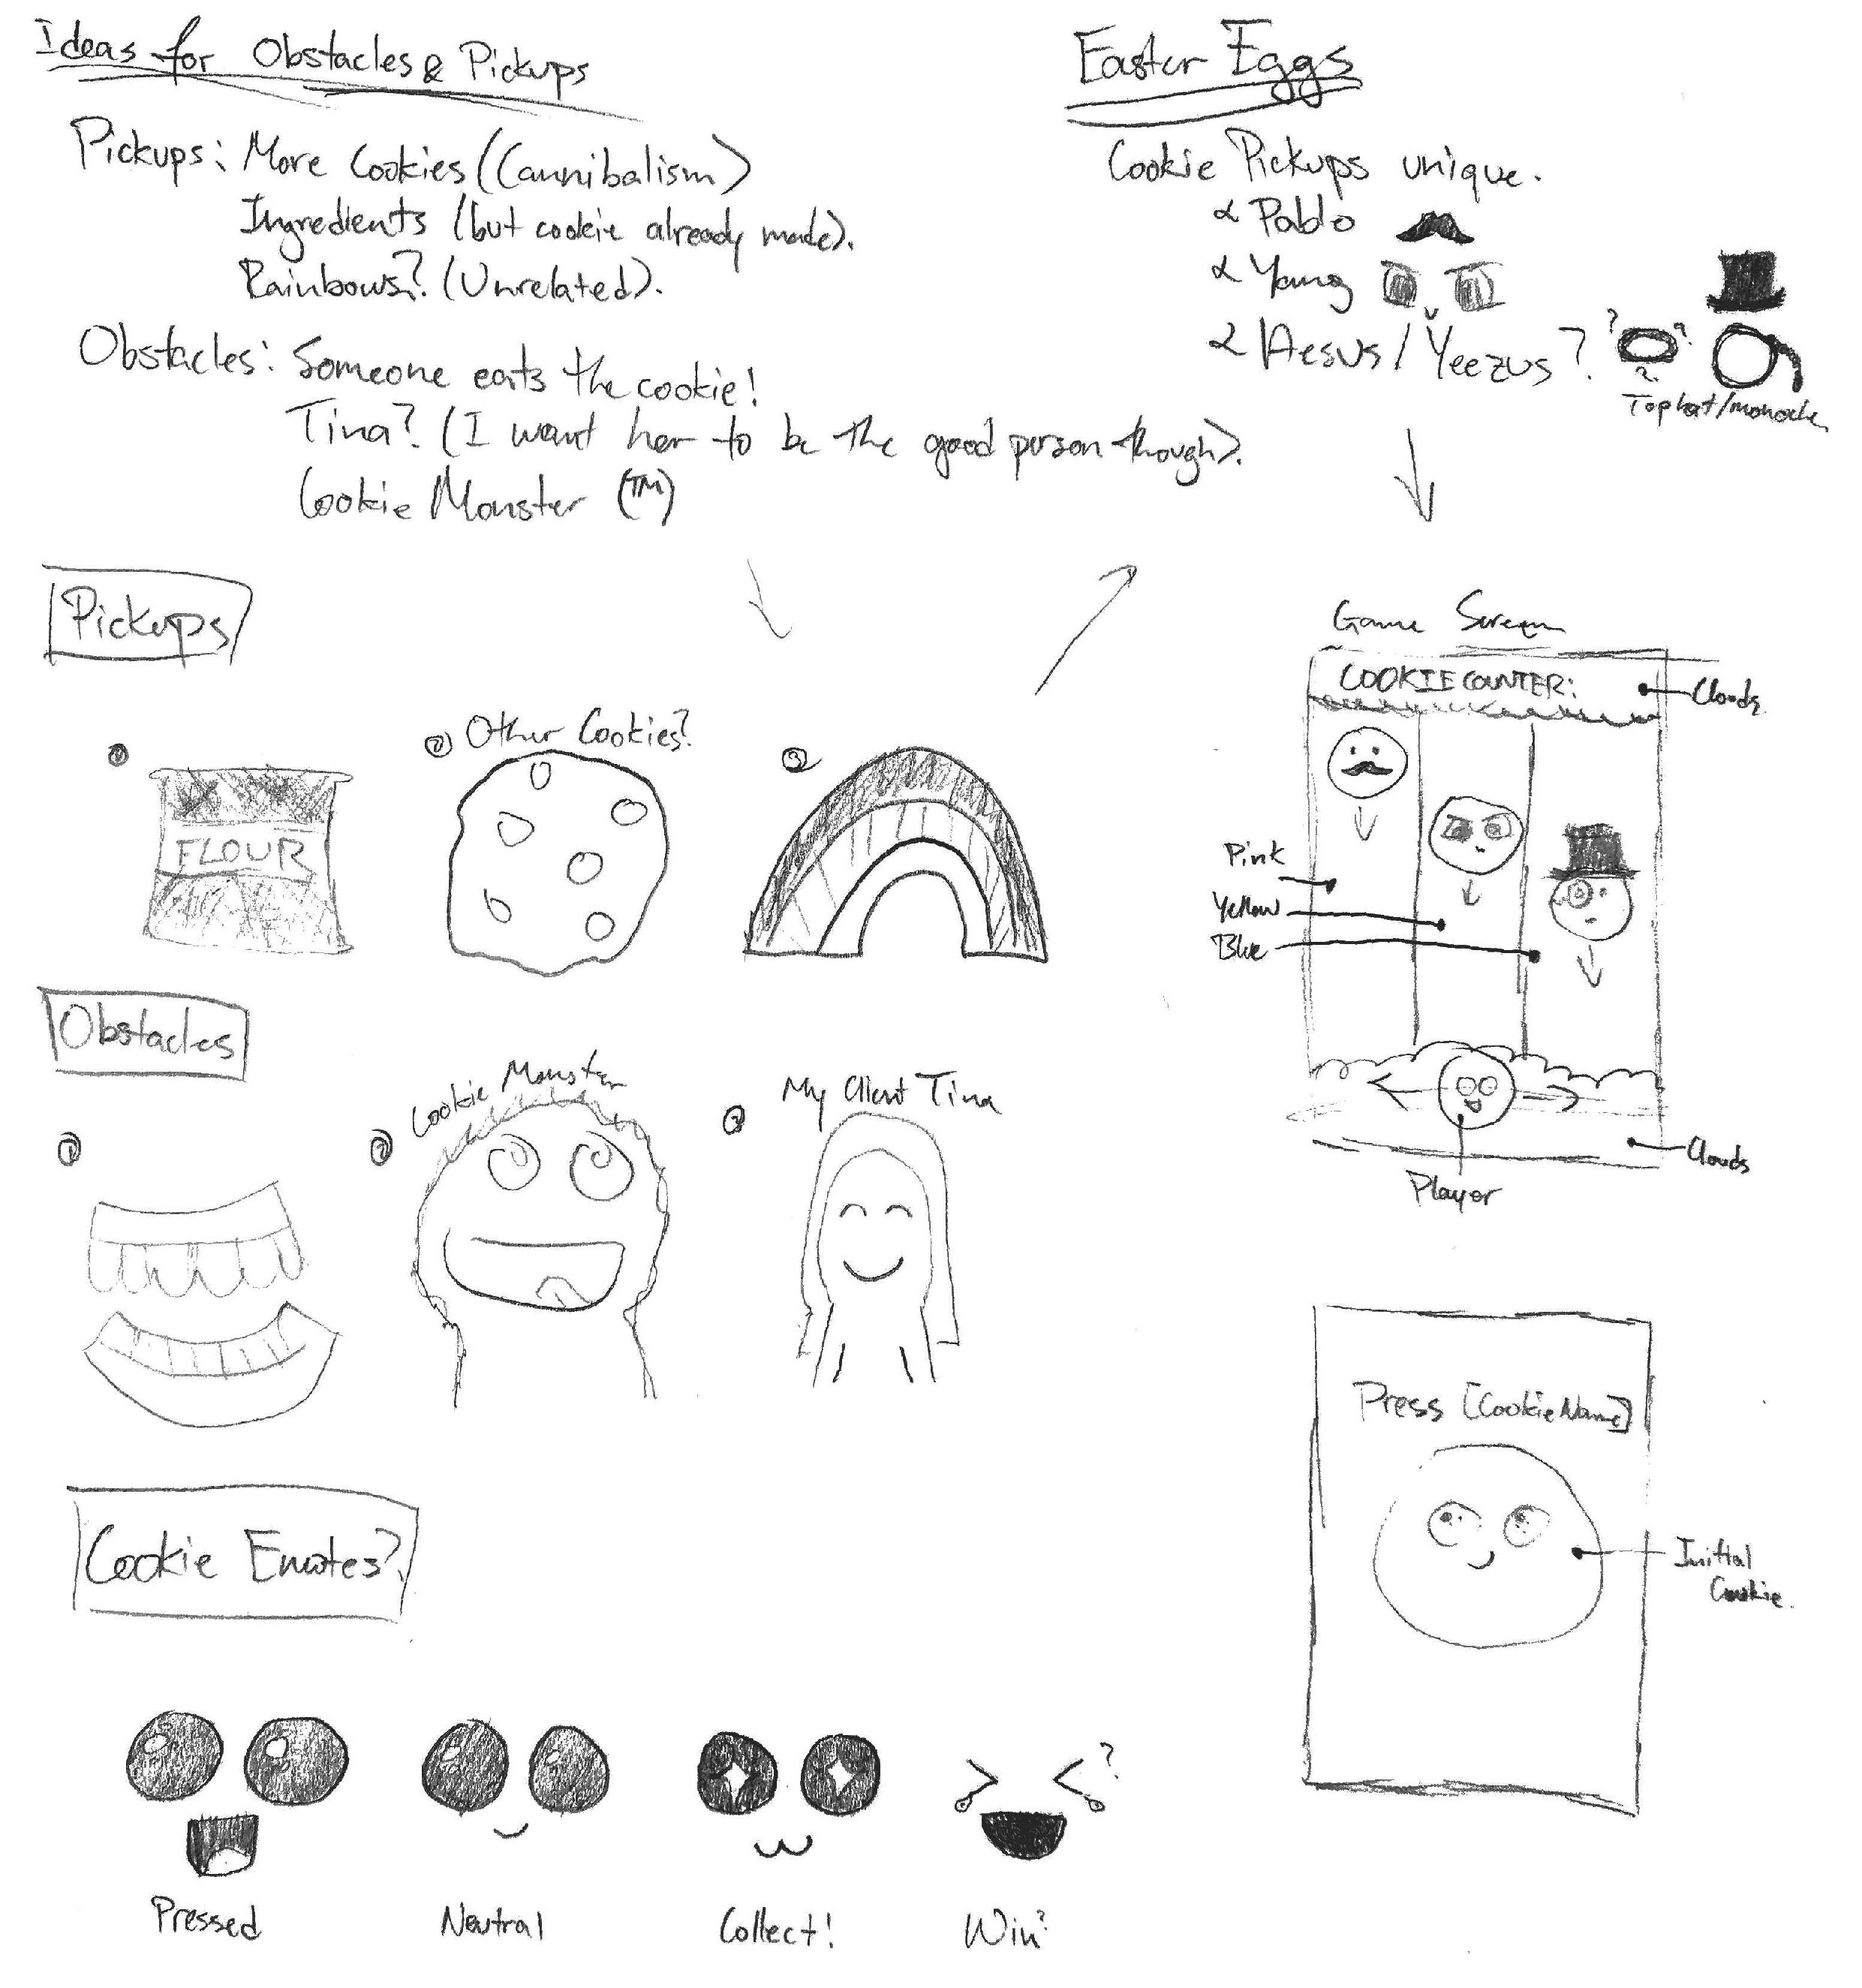 Ideas for Obstacles & Pickups
Pickups: More Cookies (Cannibalism)
Ingredients (but cookie already made).
Rainbows? (Unrelated).
Obstacles: Someone eats the cookie!
Tina? (I want her to be the good person though).
Cookie Monster (TM)
Easter Eggs
Cookie Pickups unique.
Pablo
Yang
/ Yeezus?
? ? ?
Top hat/monocle
Pickups
1
FLOUR
2 Other Cookies?
3
Obstacles
1
2 Cookie Monster
3 My Client Tina
Game Screen
COOKIE COUNTER:
Clouds
Pink
Yellow
Blue
Clouds
Player
Press [CookieName]
Initial
Cookie.
Cookie Emotes?
?
Pressed
Neutral
Collect!
Win?